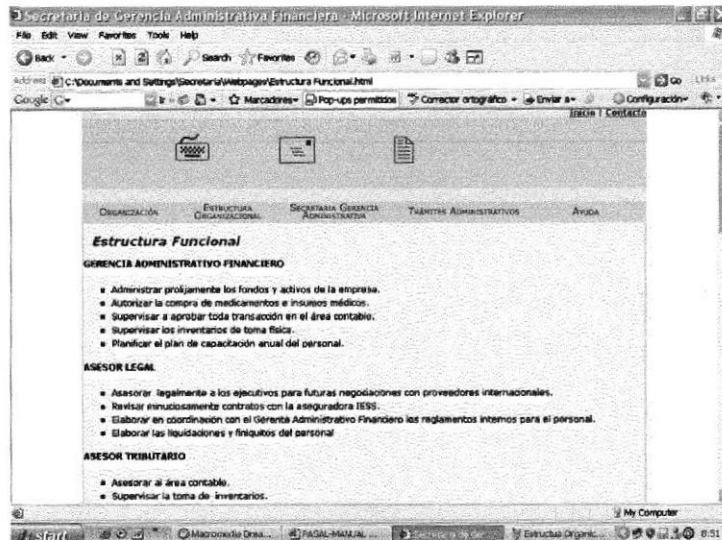 Secretaria de Gerencia Administrativa Financiera - Microsoft Internet Explorer
File Edit View Favorites Tools Help
Back Search Favorites
Address C:\Documents and Settings\Secretaria\Webpages\Estructura Funcional.html Go Links
Google Marcadores Pop-ups permitidos Corrector ortográfico Enviar a Configuración
Inicio | Contacto
ORGANIZACIÓN ESTRUCTURA ORGANIZACIONAL SECRETARIA GERENCIA ADMINISTRATIVA TRÁMITES ADMINISTRATIVOS AYUDA
Estructura Funcional
GERENCIA ADMINISTRATIVO FINANCIERO
Administrar prolijamente los fondos y activos de la empresa.
Autorizar la compra de medicamentos e insumos médicos.
Supervisar a aprobar toda transacción en el área contable.
Supervisar los inventarios de toma física.
Planificar el plan de capacitación anual del personal.
ASESOR LEGAL
Asesorar legalmente a los ejecutivos para futuras negociaciones con proveedores internacionales.
Revisar minuciosamente contratos con la aseguradora IESS.
Elaborar en coordinación con el Gerente Administrativo Financiero los reglamentos internos para el personal.
Elaborar las liquidaciones y finiquitos del personal
ASESOR TRIBUTARIO
Asesorar al área contable.
Supervisar la toma de inventarios.
My Computer
start Macromedia Drea... PASAL-MANUAL ... Secretaria de Ger... Estructua Organic... 8:51